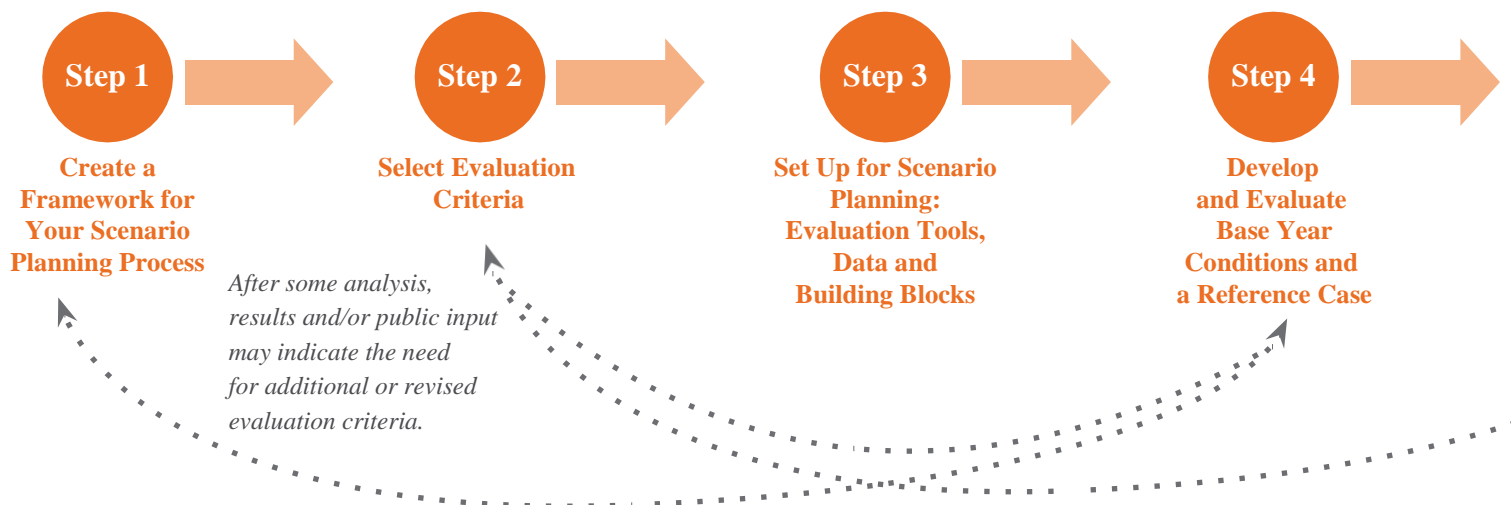 Step 1
Create a
Framework for
Your Scenario
Planning Process
Step 2
Select Evaluation
Criteria
After some analysis,
results and/or public input
may indicate the need
for additional or revised
evaluation criteria.
Step 3
Set Up for Scenario
Planning:
Evaluation Tools,
Data and
Building Blocks
Step 4
Develop
and Evaluate
Base Year
Conditions and
a Reference Case